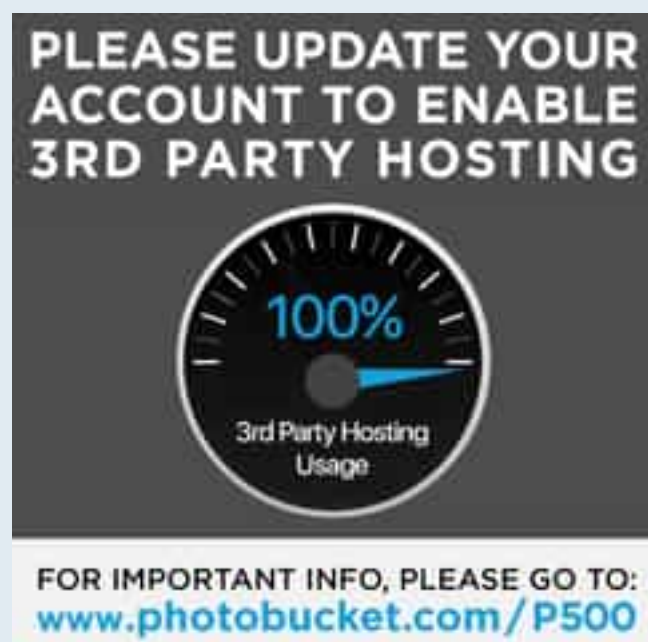 PLEASE UPDATE YOUR
ACCOUNT TO ENABLE
3RD PARTY HOSTING
100%
3rd Party Hosting
Usage
FOR IMPORTANT INFO, PLEASE GO TO:
www.photobucket.com/P500